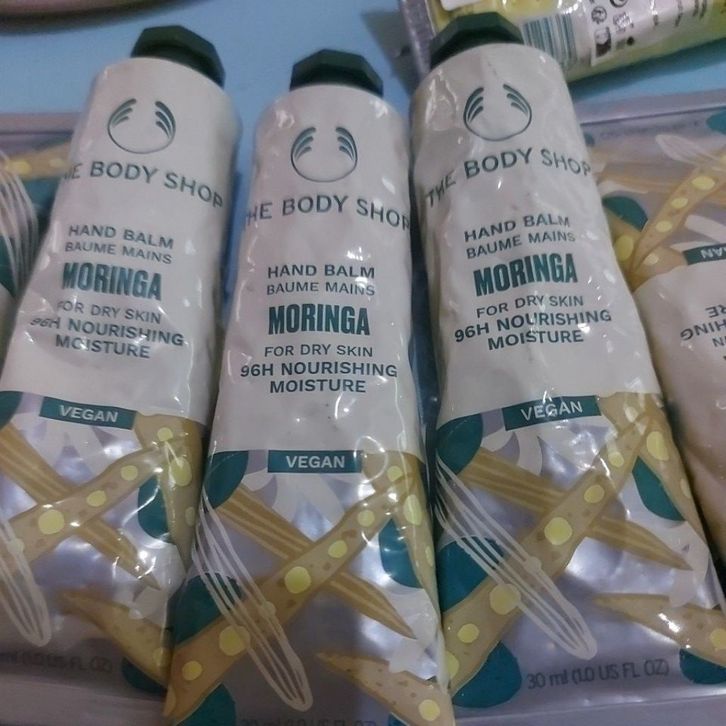 THE BODY SHOP
HAND BALM
BAUME MAINS
MORINGA
FOR DRY SKIN
96H NOURISHING
MOISTURE
VEGAN
THE BODY SHOP
HAND BALM
BAUME MAINS
MORINGA
FOR DRY SKIN
96H NOURISHING
MOISTURE
VEGAN
THE BODY SHOP
HAND BALM
BAUME MAINS
MORINGA
FOR DRY SKIN
96H NOURISHING
MOISTURE
VEGAN
30 ml (1.0 US FL OZ)